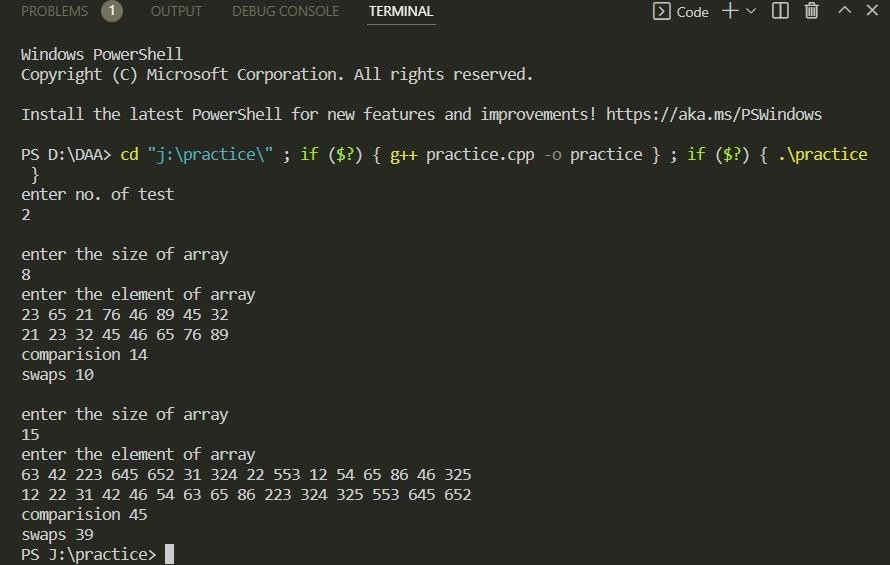 PROBLEMS 1 OUTPUT DEBUG CONSOLE TERMINAL Code
Windows PowerShell
Copyright (C) Microsoft Corporation. All rights reserved.
Install the latest PowerShell for new features and improvements! https://aka.ms/PSWindows
PS D:\DAA> cd "j:\practice\" ; if ($?) { g++ practice.cpp -o practice } ; if ($?) { .\practice
}
enter no. of test
2
enter the size of array
8
enter the element of array
23 65 21 76 46 89 45 32
21 23 32 45 46 65 76 89
comparision 14
swaps 10
enter the size of array
15
enter the element of array
63 42 223 645 652 31 324 22 553 12 54 65 86 46 325
12 22 31 42 46 54 63 65 86 223 324 325 553 645 652
comparision 45
swaps 39
PS J:\practice>